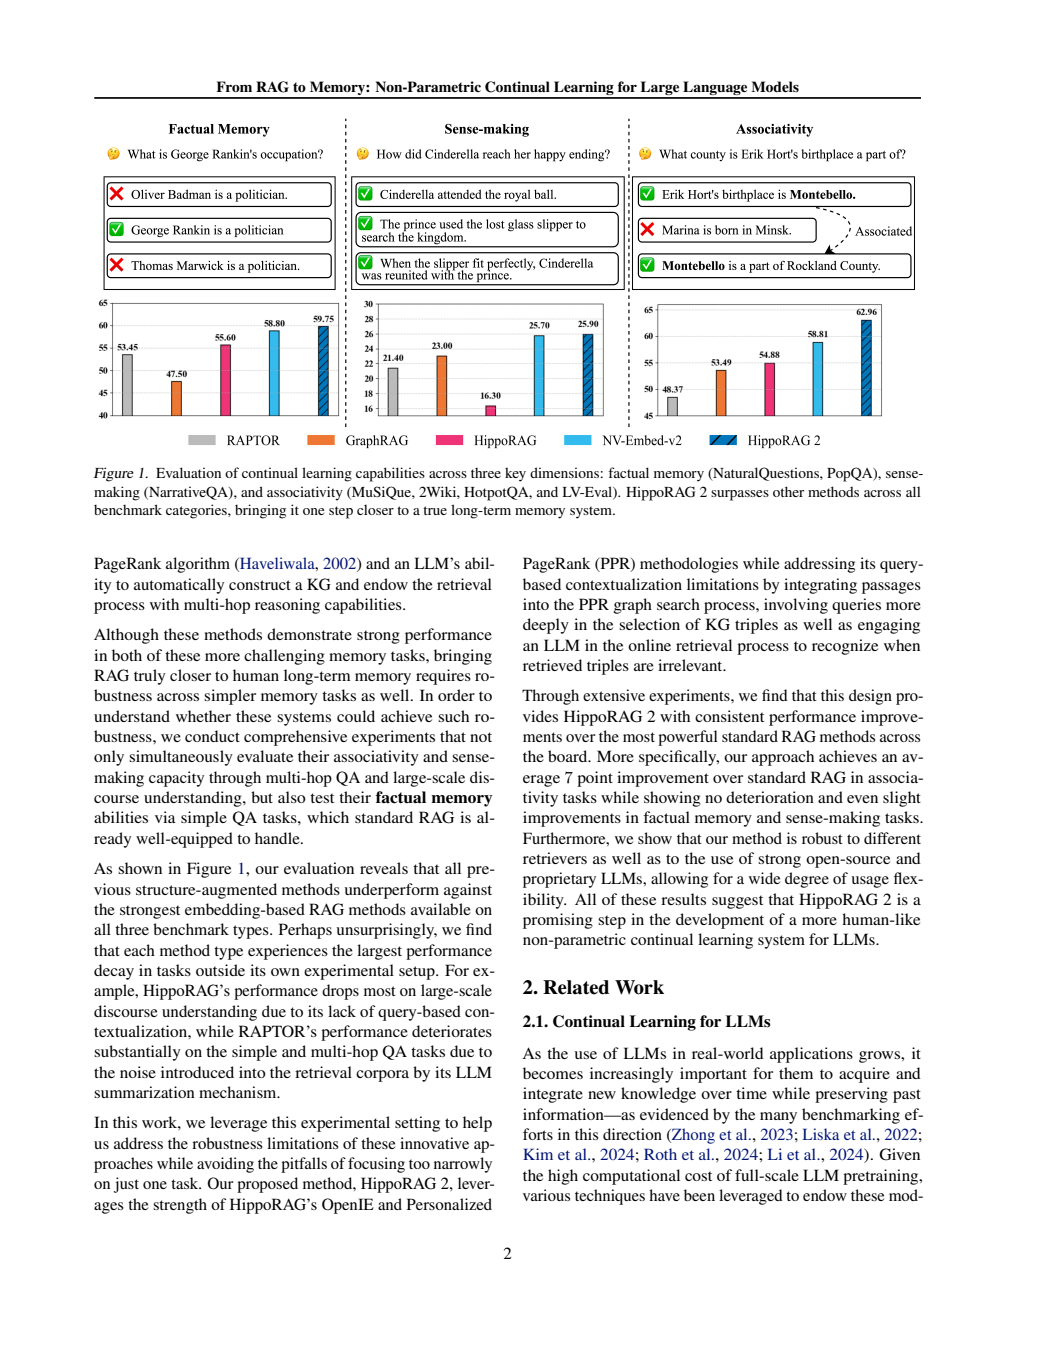 From RAG to Memory: Non-Parametric Continual Learning for Large Language Models
Factual Memory
What is George Rankin's occupation?
Oliver Badman is a politician.
George Rankin is a politician
Thomas Marwick is a politician.
Sense-making
How did Cinderella reach her happy ending?
Cinderella attended the royal ball.
The prince used the lost glass slipper to
search the kingdom.
When the slipper fit perfectly, Cinderella
was reunited with the prince.
Associativity
What county is Erik Hort's birthplace a part of?
Erik Hort's birthplace is Montebello.
Marina is born in Minsk.
Associated
Montebello is a part of Rockland County.
65
60
55
50
45
40
53.45
47.50
55.60
58.80
59.75
30
28
26
24
22
20
18
16
21.40
23.00
16.30
25.70
25.90
65
60
55
50
45
48.37
53.49
54.88
58.81
62.96
RAPTOR GraphRAG HippoRAG NV-Embed-v2 HippoRAG 2
Figure 1. Evaluation of continual learning capabilities across three key dimensions: factual memory (NaturalQuestions, PopQA), sense-
making (NarrativeQA), and associativity (MuSiQue, 2Wiki, HotpotQA, and LV-Eval). HippoRAG 2 surpasses other methods across all
benchmark categories, bringing it one step closer to a true long-term memory system.
PageRank algorithm (Haveliwala, 2002) and an LLM's abil-
ity to automatically construct a KG and endow the retrieval
process with multi-hop reasoning capabilities.
Although these methods demonstrate strong performance
in both of these more challenging memory tasks, bringing
RAG truly closer to human long-term memory requires ro-
bustness across simpler memory tasks as well. In order to
understand whether these systems could achieve such ro-
bustness, we conduct comprehensive experiments that not
only simultaneously evaluate their associativity and sense-
making capacity through multi-hop QA and large-scale dis-
course understanding, but also test their factual memory
abilities via simple QA tasks, which standard RAG is al-
ready well-equipped to handle.
As shown in Figure 1, our evaluation reveals that all pre-
vious structure-augmented methods underperform against
the strongest embedding-based RAG methods available on
all three benchmark types. Perhaps unsurprisingly, we find
that each method type experiences the largest performance
decay in tasks outside its own experimental setup. For ex-
ample, HippoRAG's performance drops most on large-scale
discourse understanding due to its lack of query-based con-
textualization, while RAPTOR's performance deteriorates
substantially on the simple and multi-hop QA tasks due to
the noise introduced into the retrieval corpora by its LLM
summarization mechanism.
In this work, we leverage this experimental setting to help
us address the robustness limitations of these innovative ap-
proaches while avoiding the pitfalls of focusing too narrowly
on just one task. Our proposed method, HippoRAG 2, lever-
ages the strength of HippoRAG's OpenIE and Personalized
PageRank (PPR) methodologies while addressing its query-
based contextualization limitations by integrating passages
into the PPR graph search process, involving queries more
deeply in the selection of KG triples as well as engaging
an LLM in the online retrieval process to recognize when
retrieved triples are irrelevant.
Through extensive experiments, we find that this design pro-
vides HippoRAG 2 with consistent performance improve-
ments over the most powerful standard RAG methods across
the board. More specifically, our approach achieves an av-
erage 7 point improvement over standard RAG in associa-
tivity tasks while showing no deterioration and even slight
improvements in factual memory and sense-making tasks.
Furthermore, we show that our method is robust to different
retrievers as well as to the use of strong open-source and
proprietary LLMs, allowing for a wide degree of usage flex-
ibility. All of these results suggest that HippoRAG 2 is a
promising step in the development of a more human-like
non-parametric continual learning system for LLMs.
2. Related Work
2.1. Continual Learning for LLMs
As the use of LLMs in real-world applications grows, it
becomes increasingly important for them to acquire and
integrate new knowledge over time while preserving past
information—as evidenced by the many benchmarking ef-
forts in this direction (Zhong et al., 2023; Liska et al., 2022;
Kim et al., 2024; Roth et al., 2024; Li et al., 2024). Given
the high computational cost of full-scale LLM pretraining,
various techniques have been leveraged to endow these mod-
2